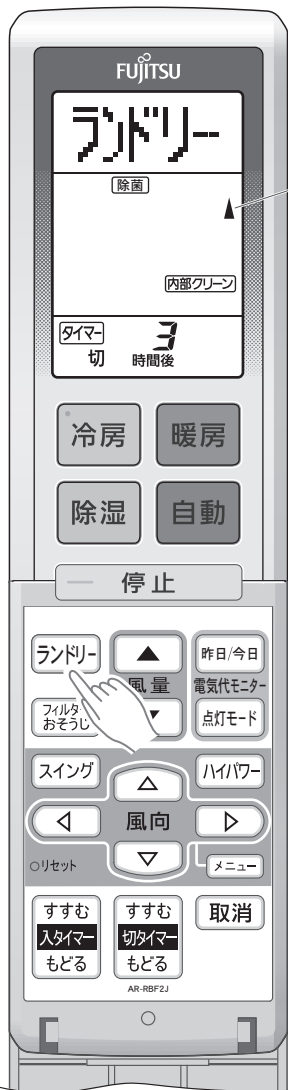 FUJITSU
ランドリー
除菌
内部クリーン
タイマー 3
切 時間後
冷房 暖房
除湿 自動
停止
ランドリー 風量 昨日/今日
電気代モニター
フィルター
おそうじ 点灯モード
スイング ハイパワー
風向
リセット メニュー
すすむ すすむ 取消
入タイマー 切タイマー
もどる もどる
AR-RBF2J